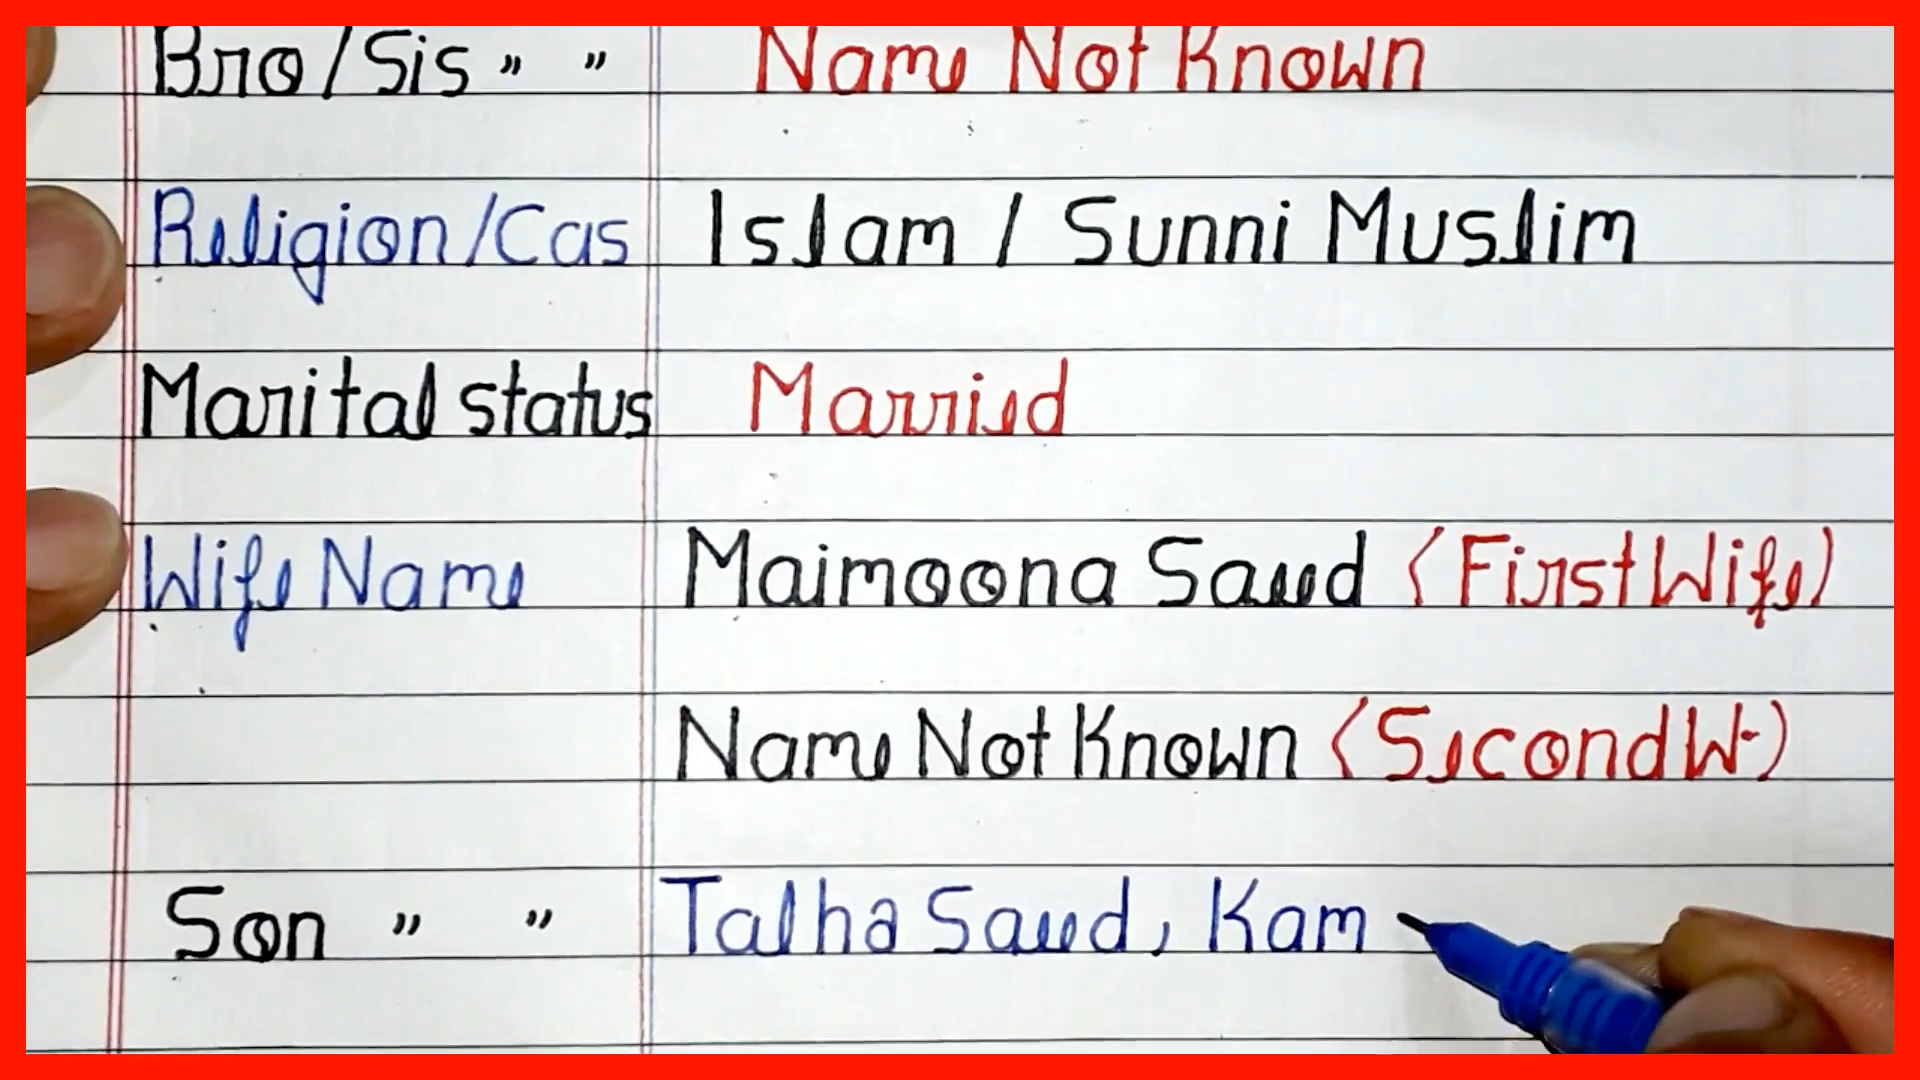 Bro/Sis " " Name Not Known
Religion/Cas Islam / Sunni Muslim
Marital status Married
Wife Name Maimoona Saud (First Wife)
Name Not Known (Second W.)
Son " " Talha Saud, Kam